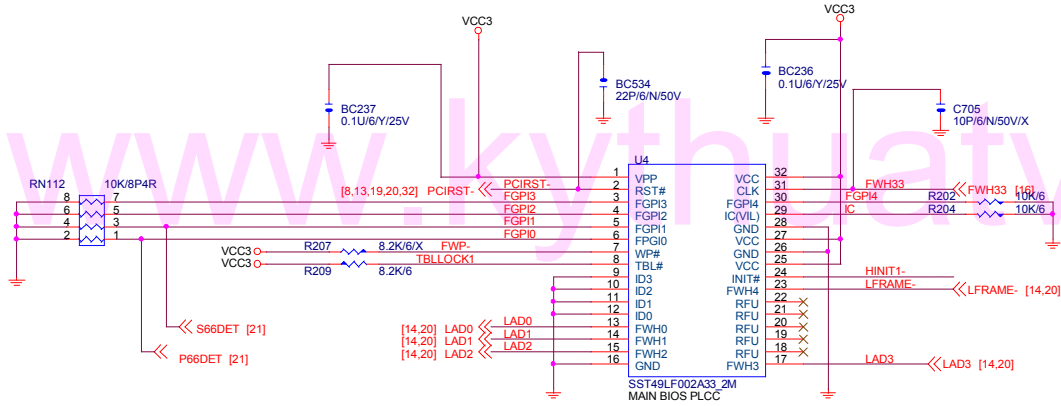 VCC3
VCC3
BC237
0.1U/6/Y/25V
BC534
22P/6/N/50V
BC236
0.1U/6/Y/25V
C705
10P/6/N/50V/X
www.kythuatv
RN112 10K/8P4R
8 7
6 5
4 3
2 1
[8,13,19,20,32] PCIRST-
PCIRST-
FGPI3
FGPI2
FGPI1
FGPI0
VCC3 R207 8.2K/6/X FWP-
VCC3 R209 8.2K/6 TBLLOCK1
S66DET [21]
P66DET [21]
[14,20] LAD0 LAD0
[14,20] LAD1 LAD1
[14,20] LAD2 LAD2
U4
1 VPP VCC 32
2 RST# CLK 31
3 FGPI3 FGPI4 30
4 FGPI2 IC(VIL) 29
5 FGPI1 GND 28
6 FPGI0 VCC 27
7 WP# GND 26
8 TBL# VCC 25
9 ID3 INIT# 24
10 ID2 FWH4 23
11 ID1 RFU 22
12 ID0 RFU 21
13 FWH0 RFU 20
14 FWH1 RFU 19
15 FWH2 RFU 18
16 GND FWH3 17
SST49LF002A33_2M
MAIN BIOS PLCC
FWH33 FWH33 [16]
FGPI4 R202 10K/6
IC R204 10K/6
HINIT1-
LFRAME- LFRAME- [14,20]
LAD3 LAD3 [14,20]